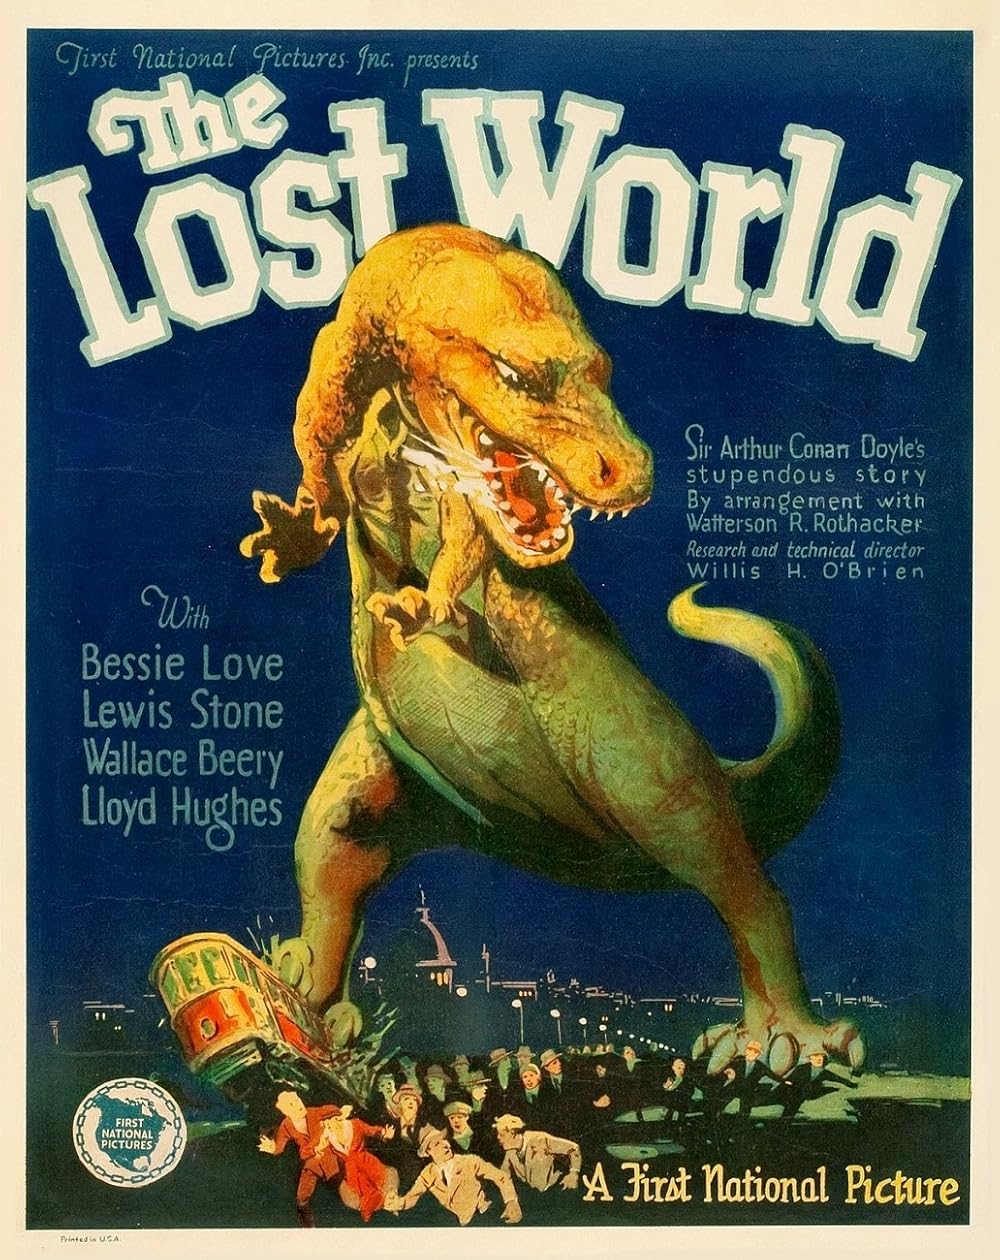 First National Pictures Inc. presents
The
Lost World
Sir Arthur Conan Doyle's
stupendous story
By arrangement with
Watterson R. Rothacker
Research and technical director
Willis H. O'Brien
With
Bessie Love
Lewis Stone
Wallace Beery
Lloyd Hughes
FIRST
NATIONAL
PICTURES
A First National Picture
Printed in U.S.A.